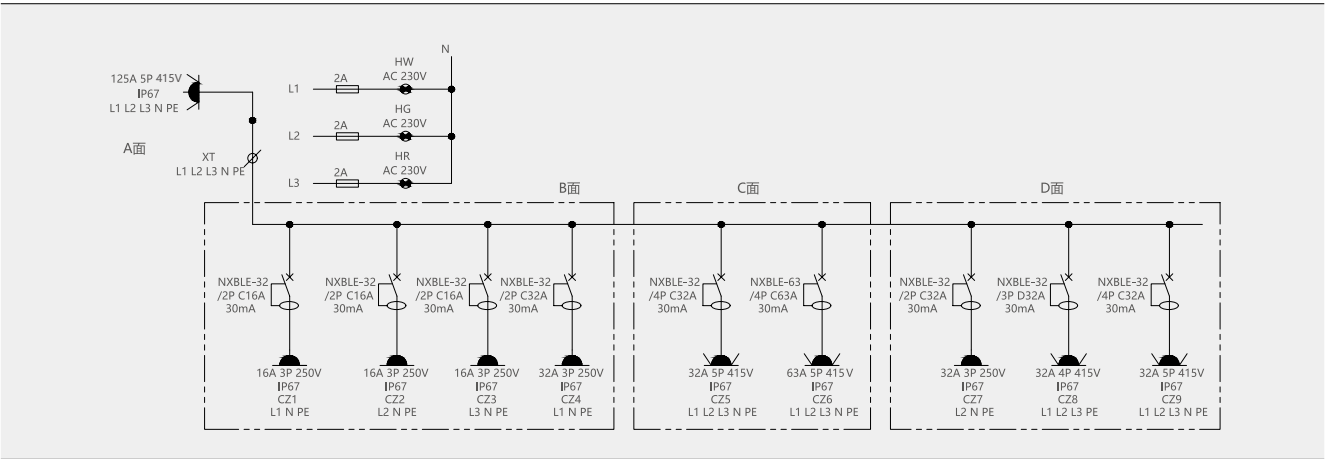 125A 5P 415V
IP67
L1 L2 L3 N PE
A面
XT
L1 L2 L3 N PE
N
HW
AC 230V
L1
2A
HG
AC 230V
L2
2A
HR
AC 230V
L3
2A
B面
C面
D面
NXBLE-32
/2P C16A
30mA
NXBLE-32
/2P C16A
30mA
NXBLE-32
/2P C16A
30mA
NXBLE-32
/2P C32A
30mA
NXBLE-32
/4P C32A
30mA
NXBLE-63
/4P C63A
30mA
NXBLE-32
/2P C32A
30mA
NXBLE-32
/3P D32A
30mA
NXBLE-32
/4P C32A
30mA
16A 3P 250V
IP67
CZ1
L1 N PE
16A 3P 250V
IP67
CZ2
L2 N PE
16A 3P 250V
IP67
CZ3
L3 N PE
32A 3P 250V
IP67
CZ4
L1 N PE
32A 5P 415V
IP67
CZ5
L1 L2 L3 N PE
63A 5P 415V
IP67
CZ6
L1 L2 L3 N PE
32A 3P 250V
IP67
CZ7
L2 N PE
32A 4P 415V
IP67
CZ8
L1 L2 L3 PE
32A 5P 415V
IP67
CZ9
L1 L2 L3 N PE